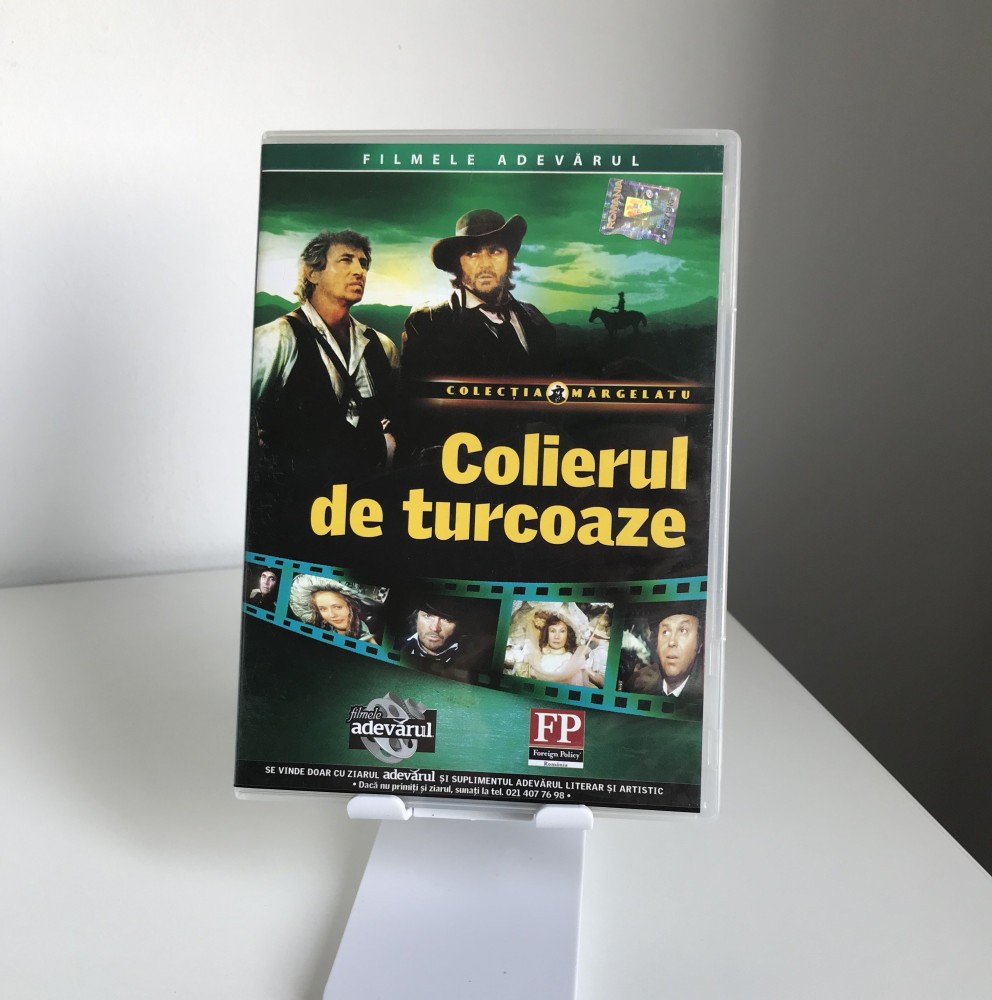 FILMELE ADEVĂRUL
ROMANIA
COLECȚIA MĂRGELATU
Colierul
de turcoaze
filmele
adevărul
FP
Foreign Policy
România
SE VINDE DOAR CU ZIARUL adevărul ȘI SUPLIMENTUL ADEVĂRUL LITERAR ȘI ARTISTIC
• Dacă nu primiți și ziarul, sunați la tel. 021 407 76 98 •